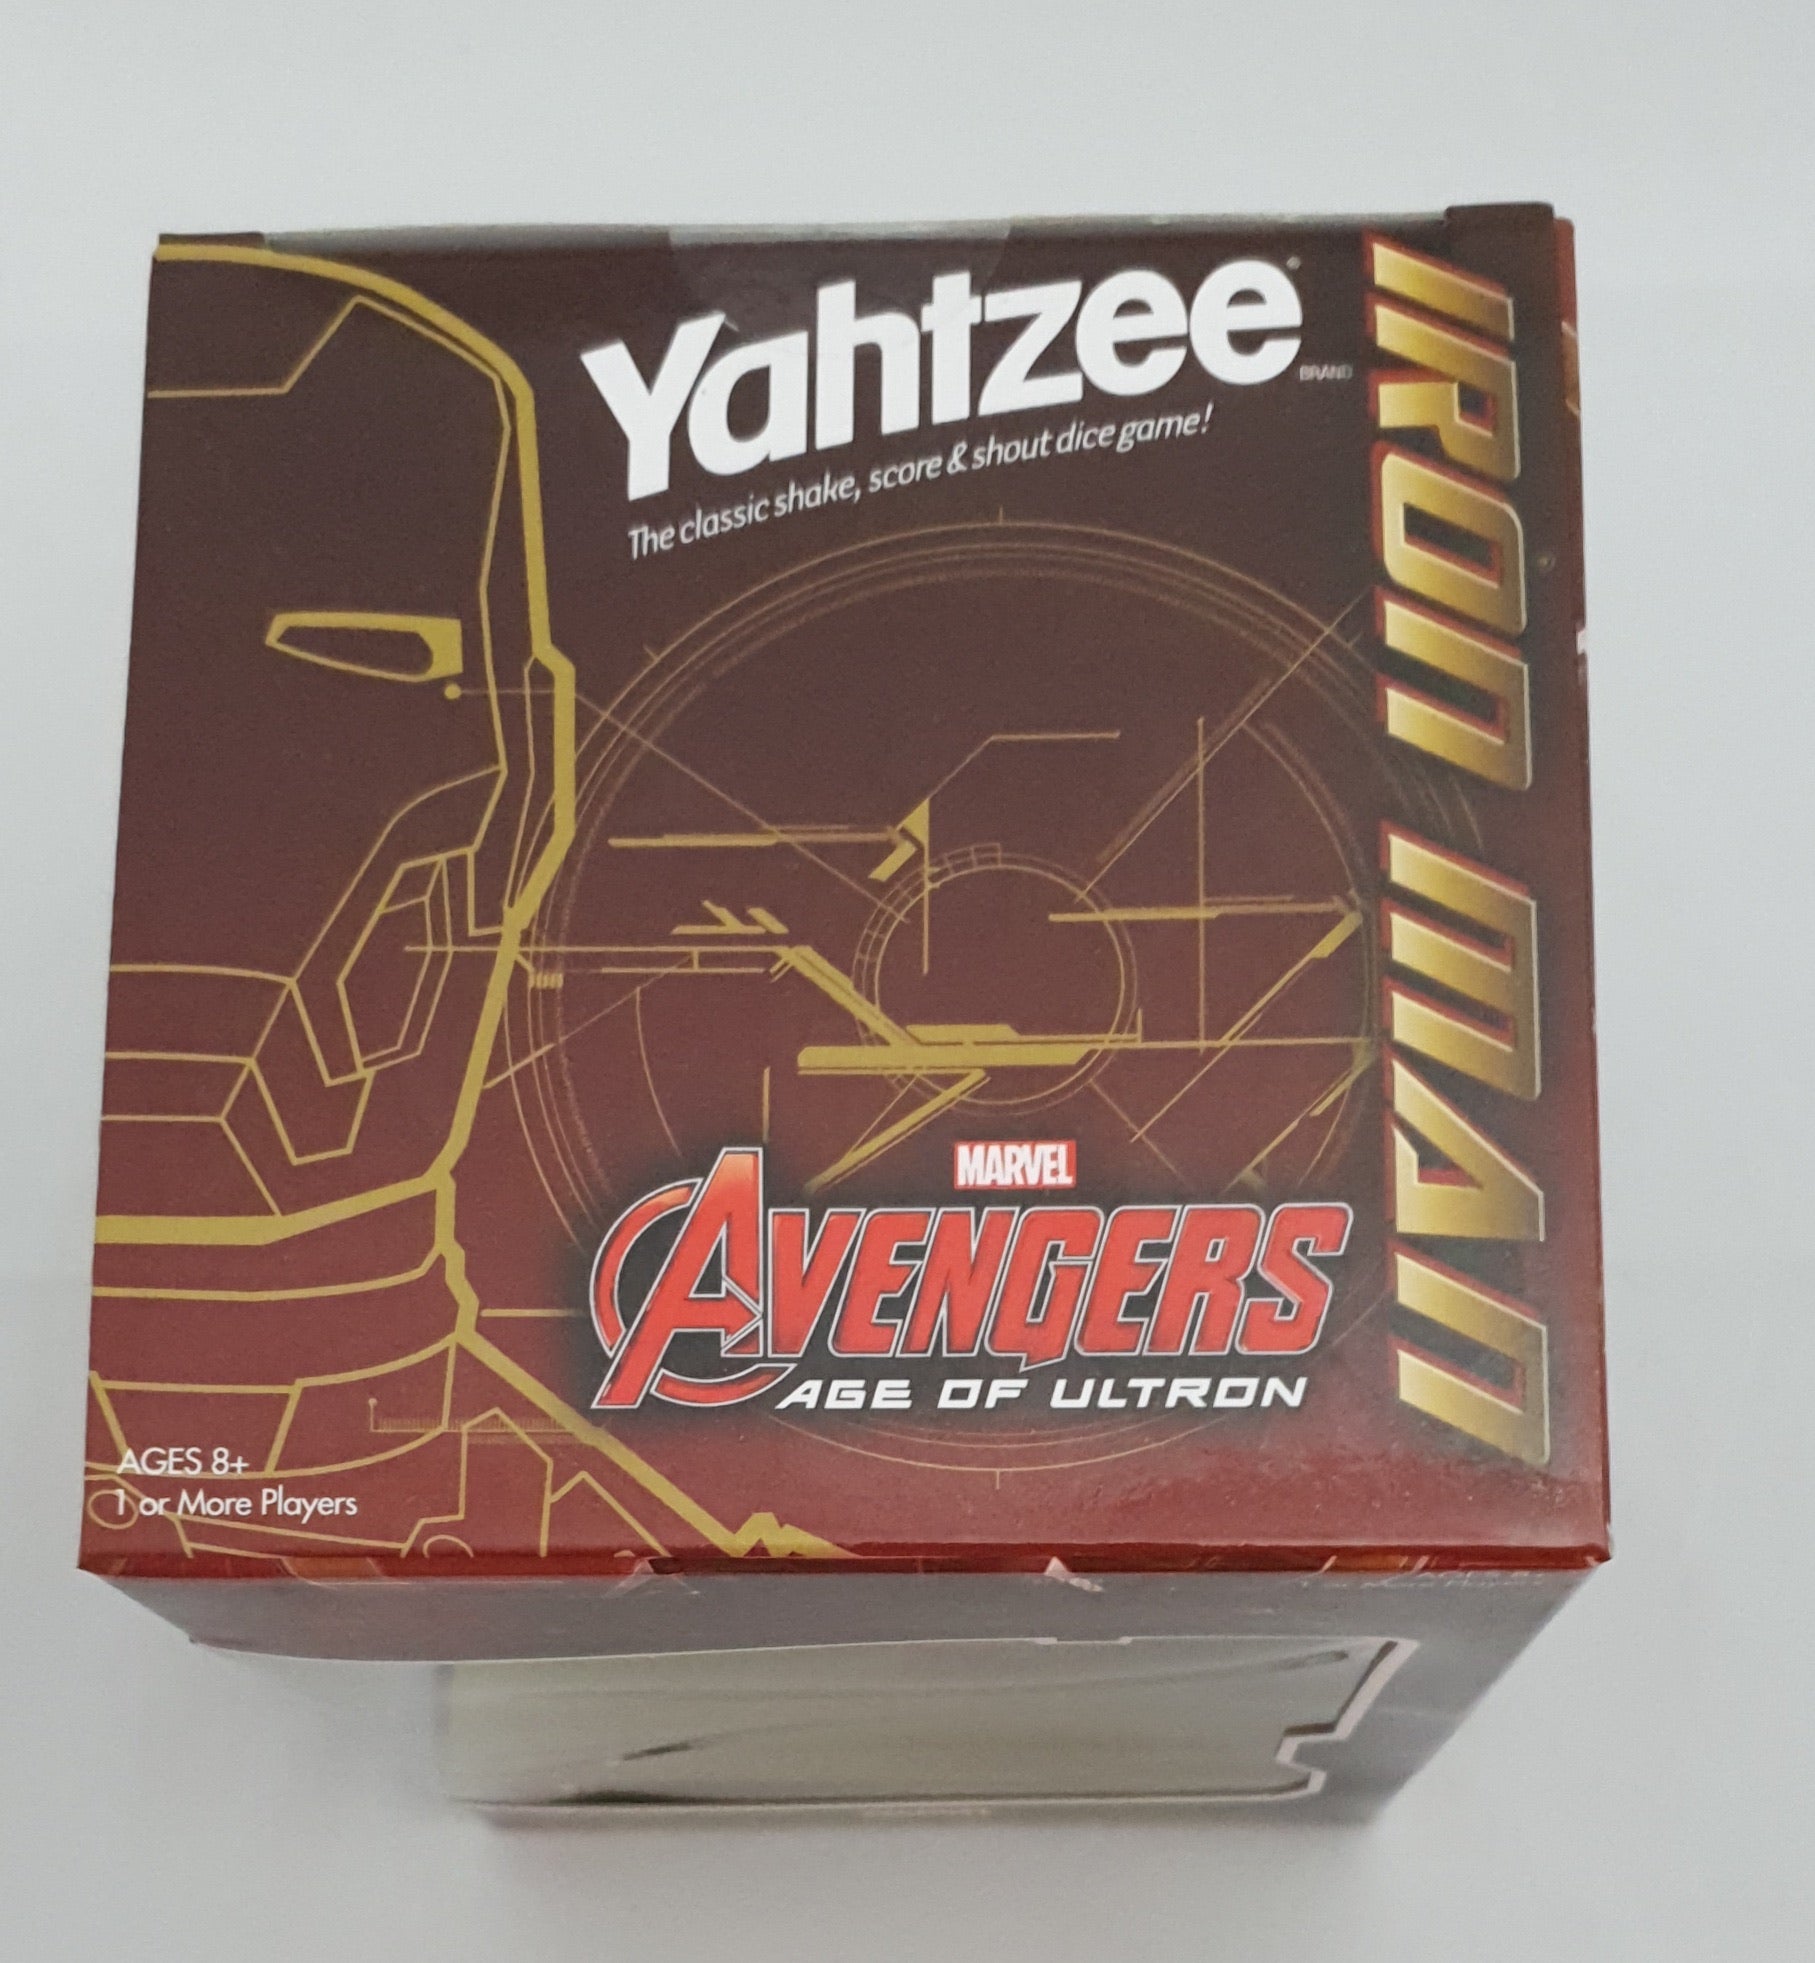 Yahtzee
BRAND
The classic shake, score & shout dice game!
IRON MAN
MARVEL
AVENGERS
AGE OF ULTRON
AGES 8+
1 or More Players